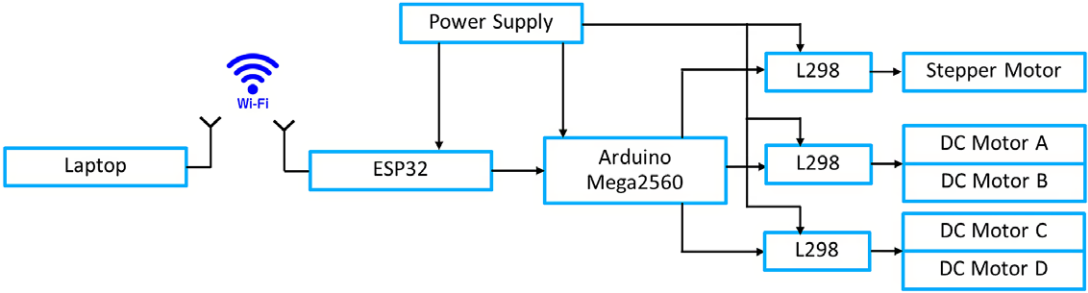 Power Supply
Wi-Fi
Laptop
ESP32
Arduino
Mega2560
L298
Stepper Motor
L298
DC Motor A
DC Motor B
L298
DC Motor C
DC Motor D